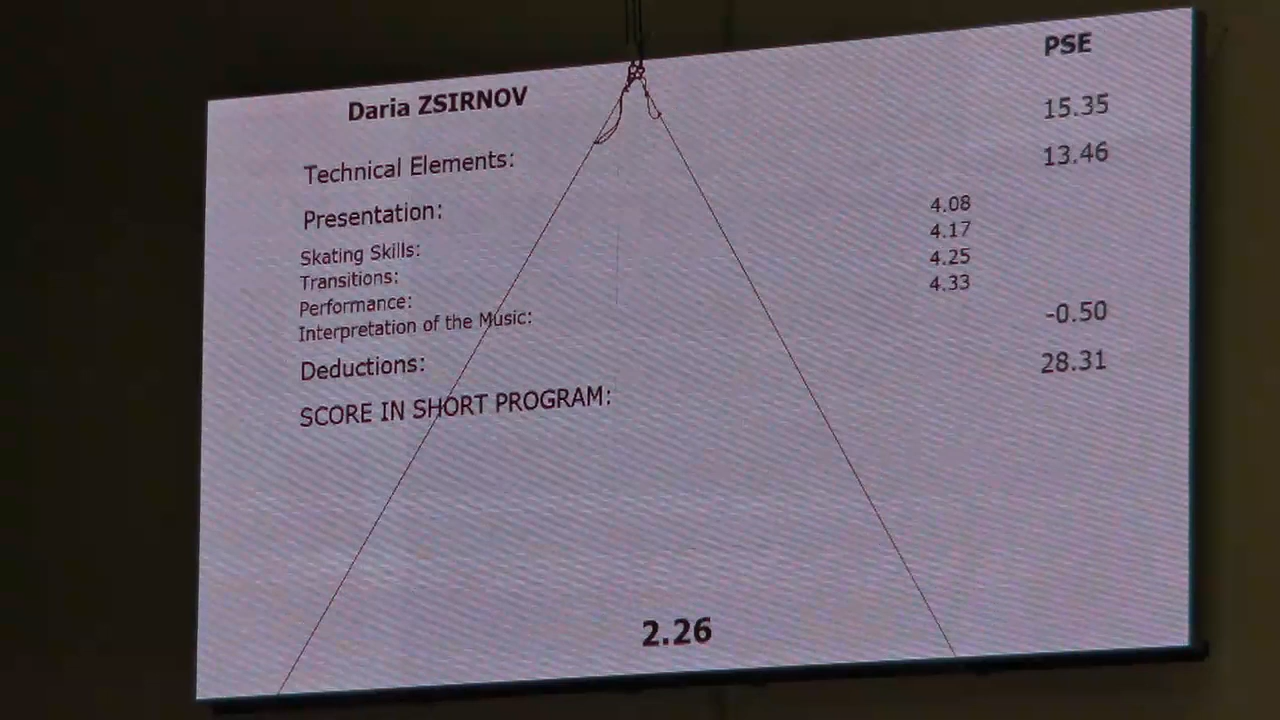 Daria ZSIRNOV PSE
Technical Elements: 15.35
Presentation: 13.46
Skating Skills: 4.08
Transitions: 4.17
Performance: 4.25
Interpretation of the Music: 4.33
Deductions: -0.50
SCORE IN SHORT PROGRAM: 28.31
2.26